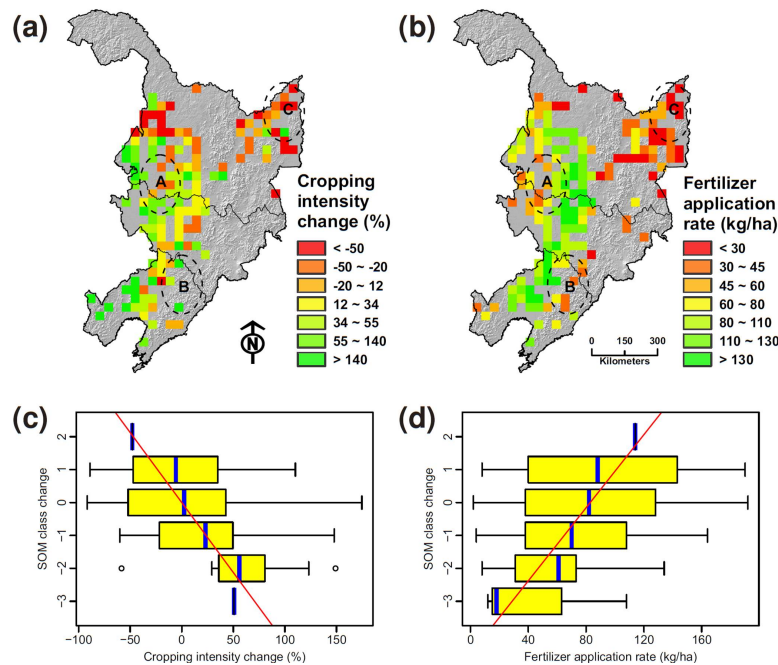 (a)
C
A
B
Cropping
intensity
change (%)
< -50
-50 ~ -20
-20 ~ 12
12 ~ 34
34 ~ 55
55 ~ 140
> 140
N
(b)
C
A
B
Fertilizer
application
rate (kg/ha)
< 30
30 ~ 45
45 ~ 60
60 ~ 80
80 ~ 110
110 ~ 130
> 130
0 150 300
Kilometers
(c)
SOM class change
2
1
0
-1
-2
-3
-100 -50 0 50 100 150
Cropping intensity change (%)
(d)
SOM class change
2
1
0
-1
-2
-3
0 40 80 120 160
Fertilizer application rate (kg/ha)